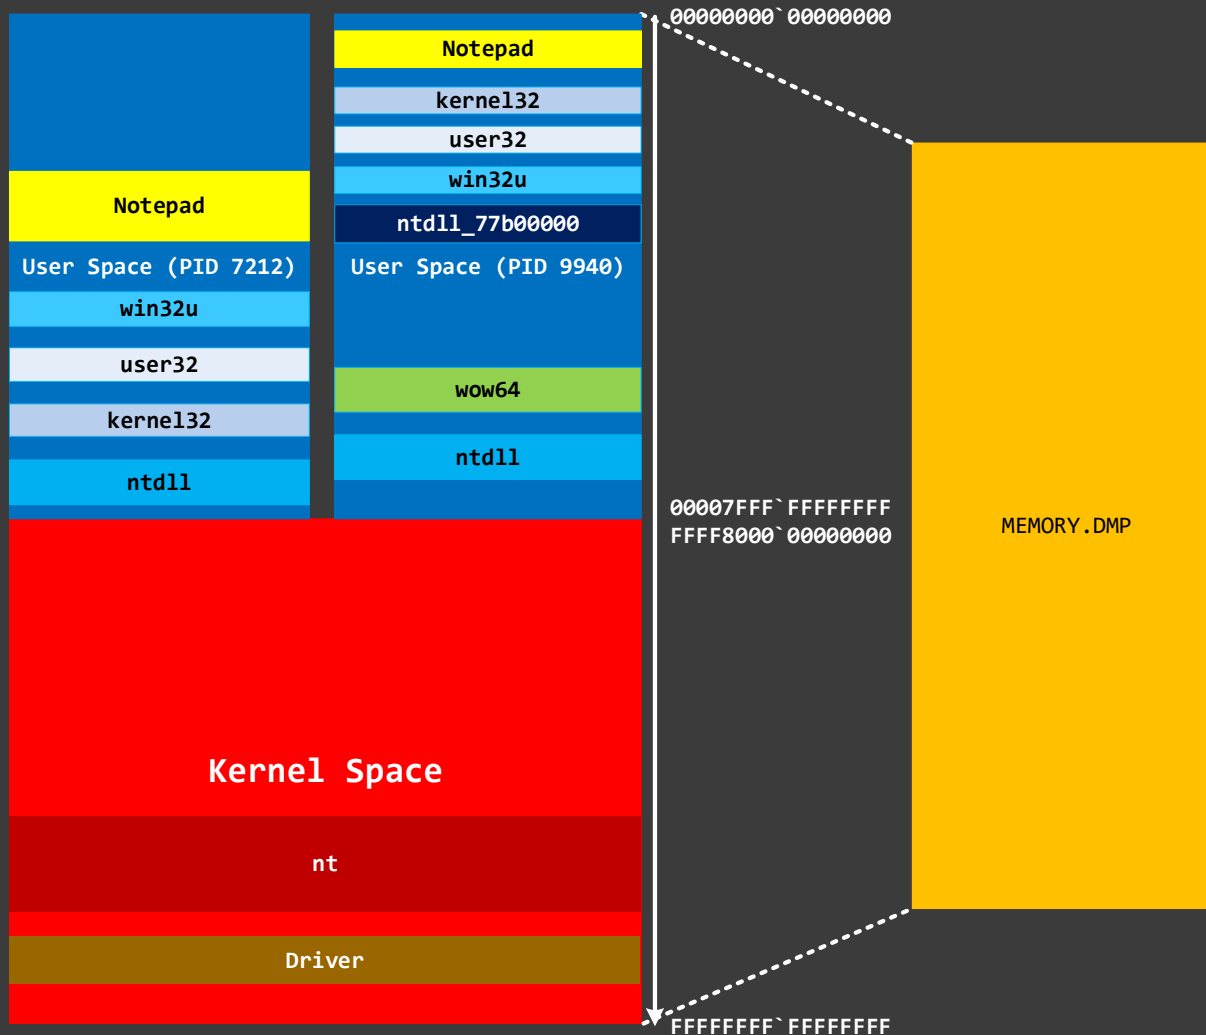 00000000`00000000
Notepad
kernel32
user32
win32u
Notepad
ntdll_77b00000
User Space (PID 7212)
User Space (PID 9940)
win32u
user32
wow64
kernel32
ntdll
ntdll
00007FFF`FFFFFFFF
FFFF8000`00000000
MEMORY.DMP
Kernel Space
nt
Driver
FFFFFFFF`FFFFFFFF